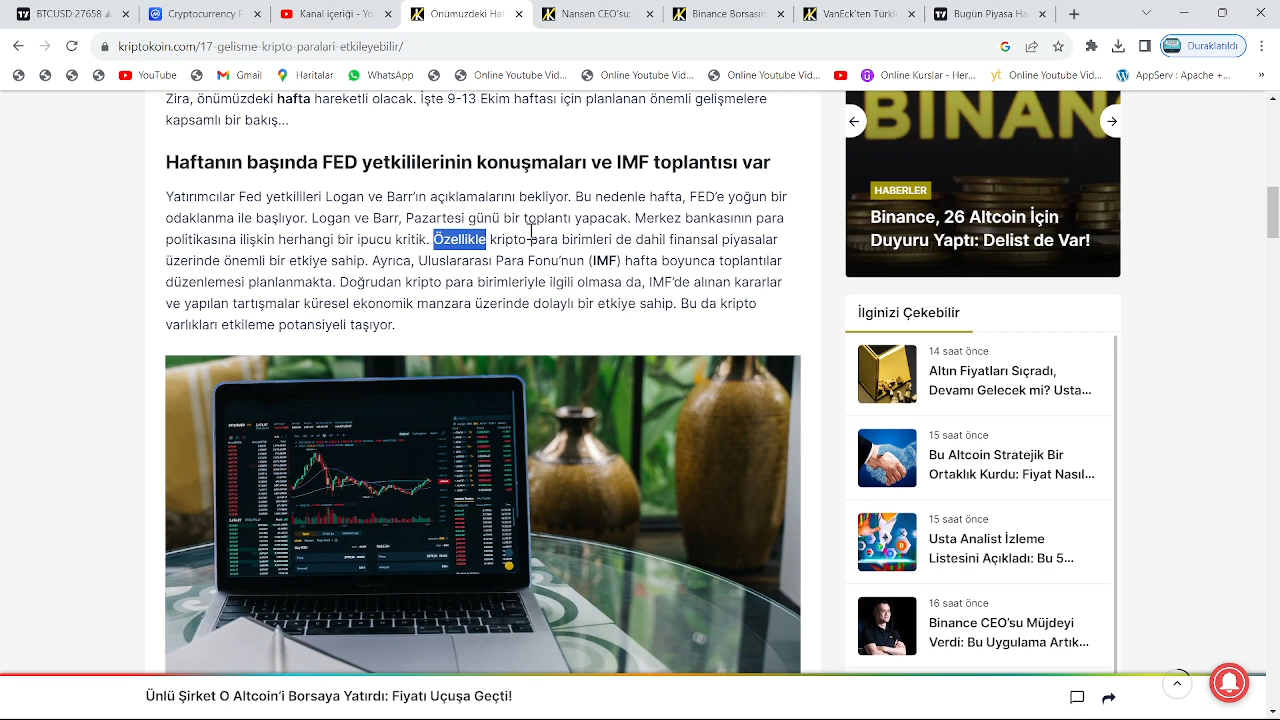 BTCUSD 27658
Cryptocurrency P
Kanal içeriği - Yo
Önümüzdeki Haf
Nansen CEO'su:
Binance
VanEck'ten Türkl
Bugün Piyasa Ha
kriptokoin.com/17-gelisme-kripto-paralari-etkileyebilir/
Duraklatıldı
YouTube
Gmail
Haritalar
WhatsApp
Online Youtube Vid...
Online Youtube Vid...
Online Youtube Vid...
Online Kurslar - Her...
Online Youtube Vid...
AppServ : Apache +...
Zira, önümüzdeki hafta hareketli olacak. İşte 9-13 Ekim haftası için planlanan önemli gelişmelere
kapsamlı bir bakış...
Haftanın başında FED yetkililerinin konuşmaları ve IMF toplantısı var
Yatırımcılar Fed yetkilileri Logan ve Barr'ın açıklamalarını bekliyor. Bu nedenle hafta, FED'e yoğun bir
odaklanma ile başlıyor. Logan ve Barr, Pazartesi günü bir toplantı yapacak. Merkez bankasının para
politikasına ilişkin herhangi bir ipucu kritik. Özellikle kripto para birimleri de dahil finansal piyasalar
üzerinde önemli bir etkiye sahip. Ayrıca, Uluslararası Para Fonu'nun (IMF) hafta boyunca toplantılar
düzenlemesi planlanmakta. Doğrudan kripto para birimleriyle ilgili olmasa da, IMF'de alınan kararlar
ve yapılan tartışmalar küresel ekonomik manzara üzerinde dolaylı bir etkiye sahip. Bu da kripto
varlıkları etkileme potansiyeli taşıyor.
BINAN
HABERLER
Binance, 26 Altcoin İçin
Duyuru Yaptı: Delist de Var!
İlginizi Çekebilir
14 saat önce
Altın Fiyatları Sıçradı,
Devamı Gelecek mi? Usta...
15 saat önce
Bu Altcoin Stratejik Bir
Ortaklık Kurdu: Fiyat Nasıl...
15 saat önce
Usta Analist İzleme
Listesini Açıkladı: Bu 5...
16 saat önce
Binance CEO'su Müjdeyi
Verdi: Bu Uygulama Artık...
Ünlü Şirket O Altcoin'i Borsaya Yatırdı: Fiyatı Uçuşa Geçti!